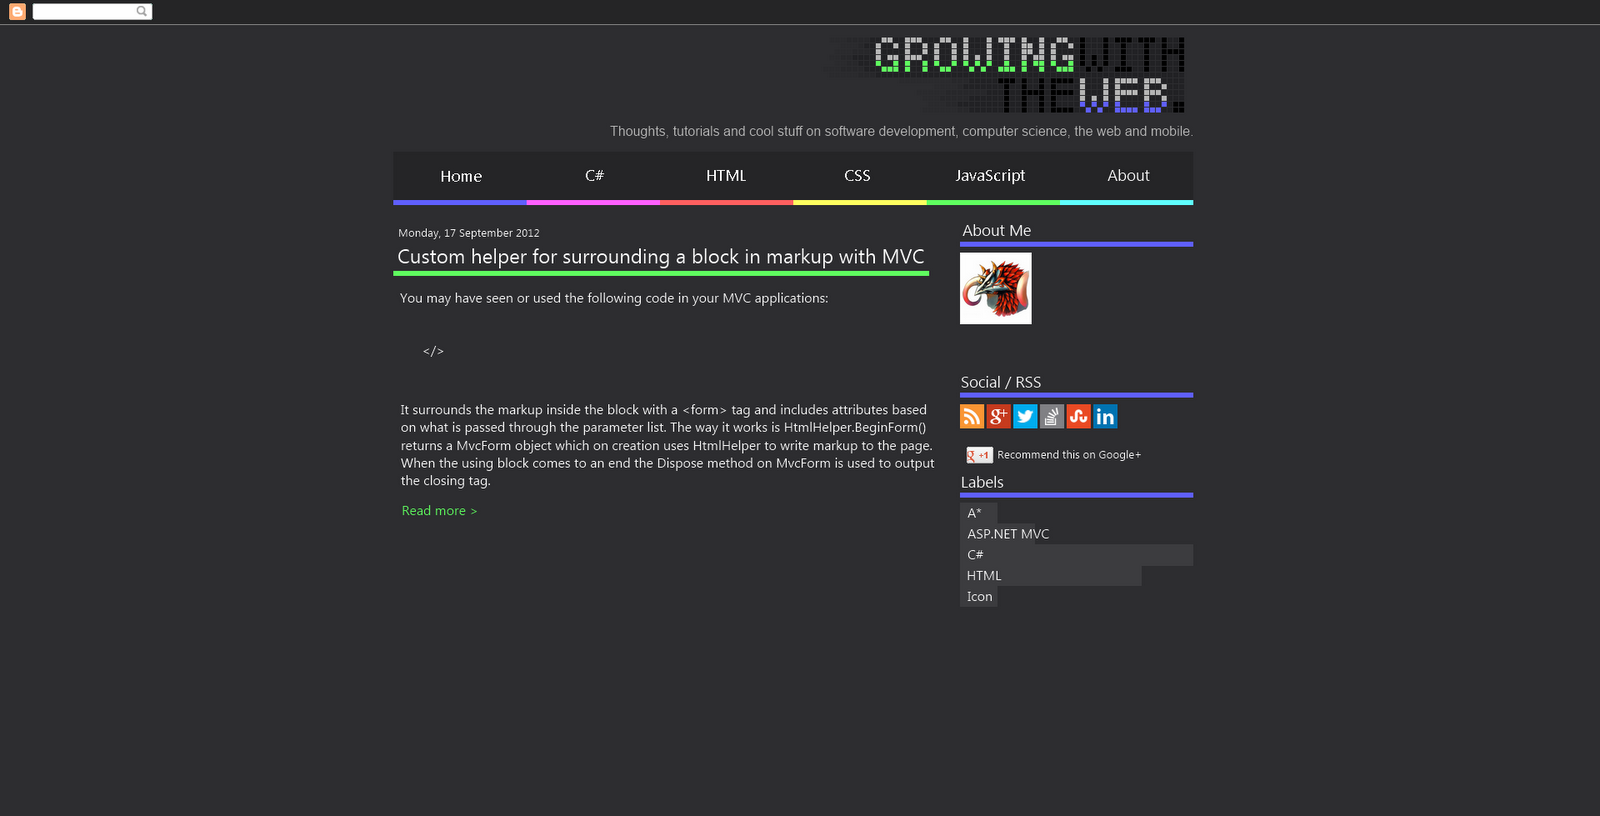 GROWINGWITH
THEWEB.
Thoughts, tutorials and cool stuff on software development, computer science, the web and mobile.
Home C# HTML CSS JavaScript About
Monday, 17 September 2012
Custom helper for surrounding a block in markup with MVC
You may have seen or used the following code in your MVC applications:
</>
It surrounds the markup inside the block with a <form> tag and includes attributes based
on what is passed through the parameter list. The way it works is HtmlHelper.BeginForm()
returns a MvcForm object which on creation uses HtmlHelper to write markup to the page.
When the using block comes to an end the Dispose method on MvcForm is used to output
the closing tag.
Read more >
About Me
Social / RSS
g+ in
g +1 Recommend this on Google+
Labels
A*
ASP.NET MVC
C#
HTML
Icon